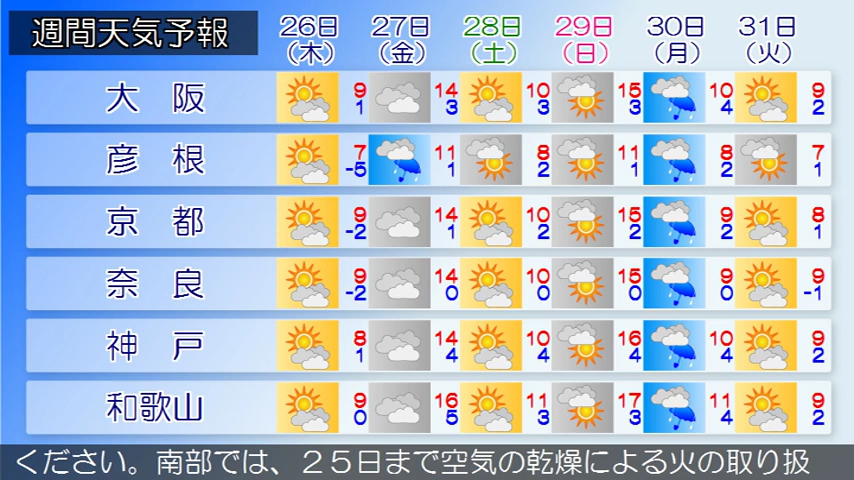 週間天気予報
26日 27日 28日 29日 30日 31日
(木) (金) (土) (日) (月) (火)
大阪 9 1 14 3 10 3 15 3 10 4 9 2
彦根 7 -5 11 1 8 2 11 1 8 2 7 1
京都 9 -2 14 1 10 2 15 2 9 2 8 1
奈良 9 -2 14 0 10 0 15 0 9 0 9 -1
神戸 8 1 14 4 10 4 16 4 10 4 9 2
和歌山 9 0 16 5 11 3 17 3 11 4 9 2
ください。南部では、２５日まで空気の乾燥による火の取り扱